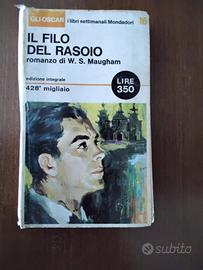 GLI OSCAR i libri settimanali Mondadori 16
IL FILO
DEL RASOIO
romanzo di W. S. Maugham
edizione integrale
428° migliaio
LIRE
350
subito